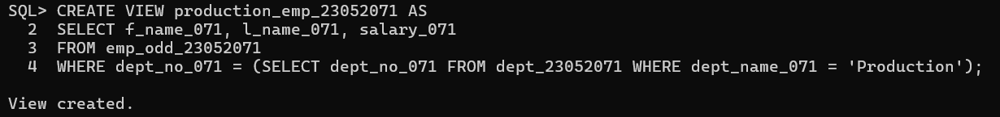 SQL> CREATE VIEW production_emp_23052071 AS
  2  SELECT f_name_071, l_name_071, salary_071
  3  FROM emp_odd_23052071
  4  WHERE dept_no_071 = (SELECT dept_no_071 FROM dept_23052071 WHERE dept_name_071 = 'Production');
View created.